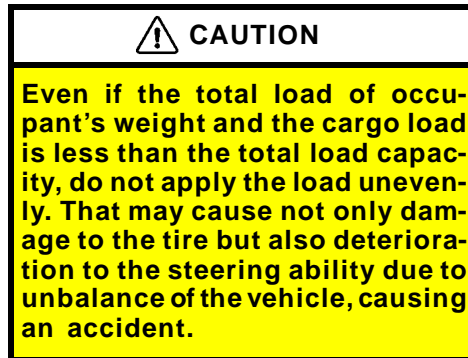 CAUTION
Even if the total load of occu-
pant's weight and the cargo load
is less than the total load capac-
ity, do not apply the load uneven-
ly. That may cause not only dam-
age to the tire but also deteriora-
tion to the steering ability due to
unbalance of the vehicle, causing
an accident.